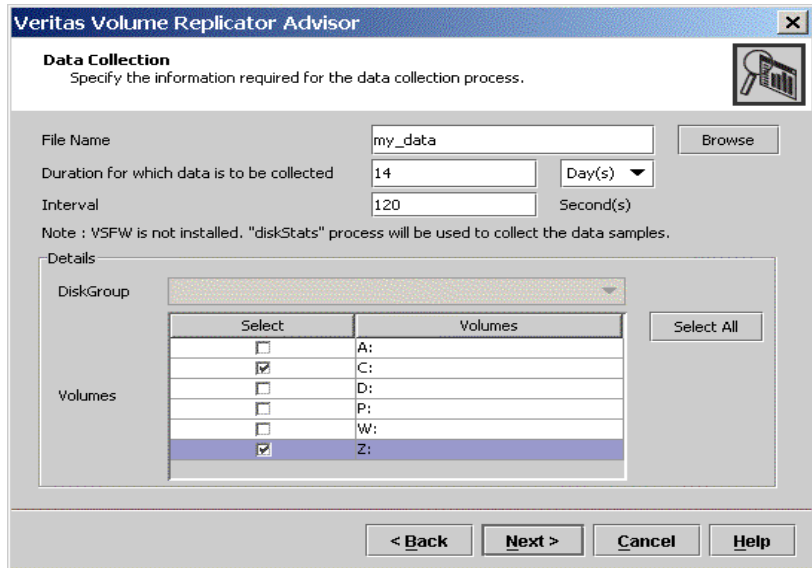 Veritas Volume Replicator Advisor
Data Collection
Specify the information required for the data collection process.
File Name my_data Browse
Duration for which data is to be collected 14 Day(s)
Interval 120 Second(s)
Note : VSFW is not installed. "diskStats" process will be used to collect the data samples.
Details
DiskGroup
Select Volumes Select All
A:
C:
D:
Volumes P:
W:
Z:
< Back Next > Cancel Help